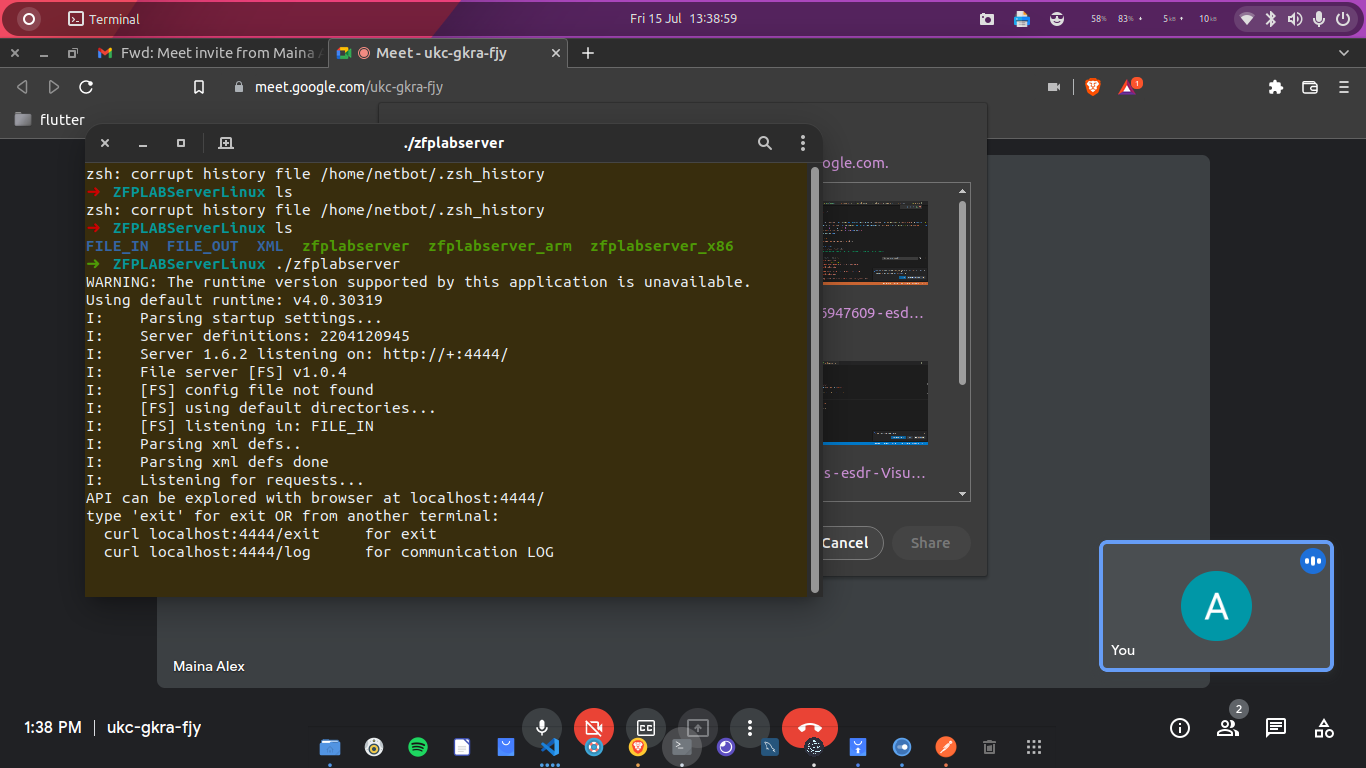 Terminal
Fri 15 Jul 13:38:59
58% 83% 5kB 10kB
Fwd: Meet invite from Maina A
Meet - ukc-gkra-fjy
meet.google.com/ukc-gkra-fjy
1
flutter
./zfplabserver
ogle.com.
zsh: corrupt history file /home/netbot/.zsh_history
➜ ZFPLABServerLinux ls
zsh: corrupt history file /home/netbot/.zsh_history
➜ ZFPLABServerLinux ls
FILE_IN FILE_OUT XML zfplabserver zfplabserver_arm zfplabserver_x86
➜ ZFPLABServerLinux ./zfplabserver
WARNING: The runtime version supported by this application is unavailable.
Using default runtime: v4.0.30319
I: Parsing startup settings...
I: Server definitions: 2204120945
I: Server 1.6.2 listening on: http://+:4444/
I: File server [FS] v1.0.4
I: [FS] config file not found
I: [FS] using default directories...
I: [FS] listening in: FILE_IN
I: Parsing xml defs..
I: Parsing xml defs done
I: Listening for requests...
API can be explored with browser at localhost:4444/
type 'exit' for exit OR from another terminal:
curl localhost:4444/exit for exit
curl localhost:4444/log for communication LOG
6947609 - esd...
s - esdr - Visu...
Cancel
Share
A
You
Maina Alex
1:38 PM | ukc-gkra-fjy
CC
2